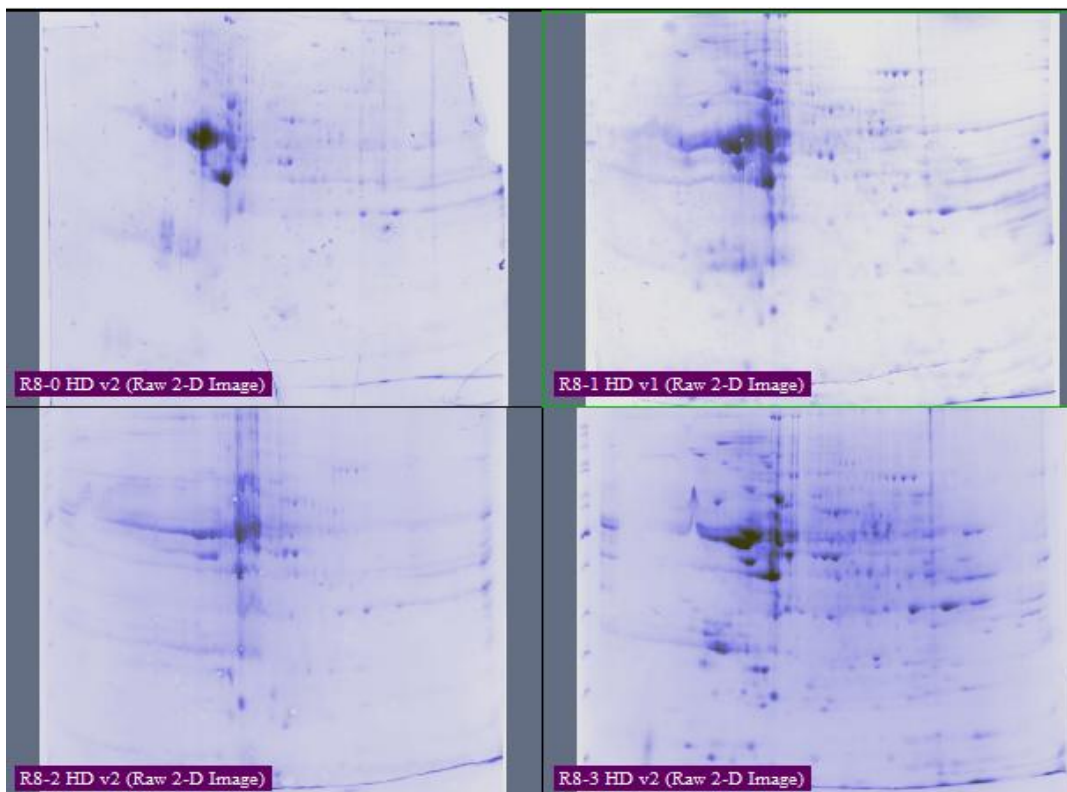 R8-0 HD v2 (Raw 2-D Image)
R8-1 HD v1 (Raw 2-D Image)
R8-2 HD v2 (Raw 2-D Image)
R8-3 HD v2 (Raw 2-D Image)